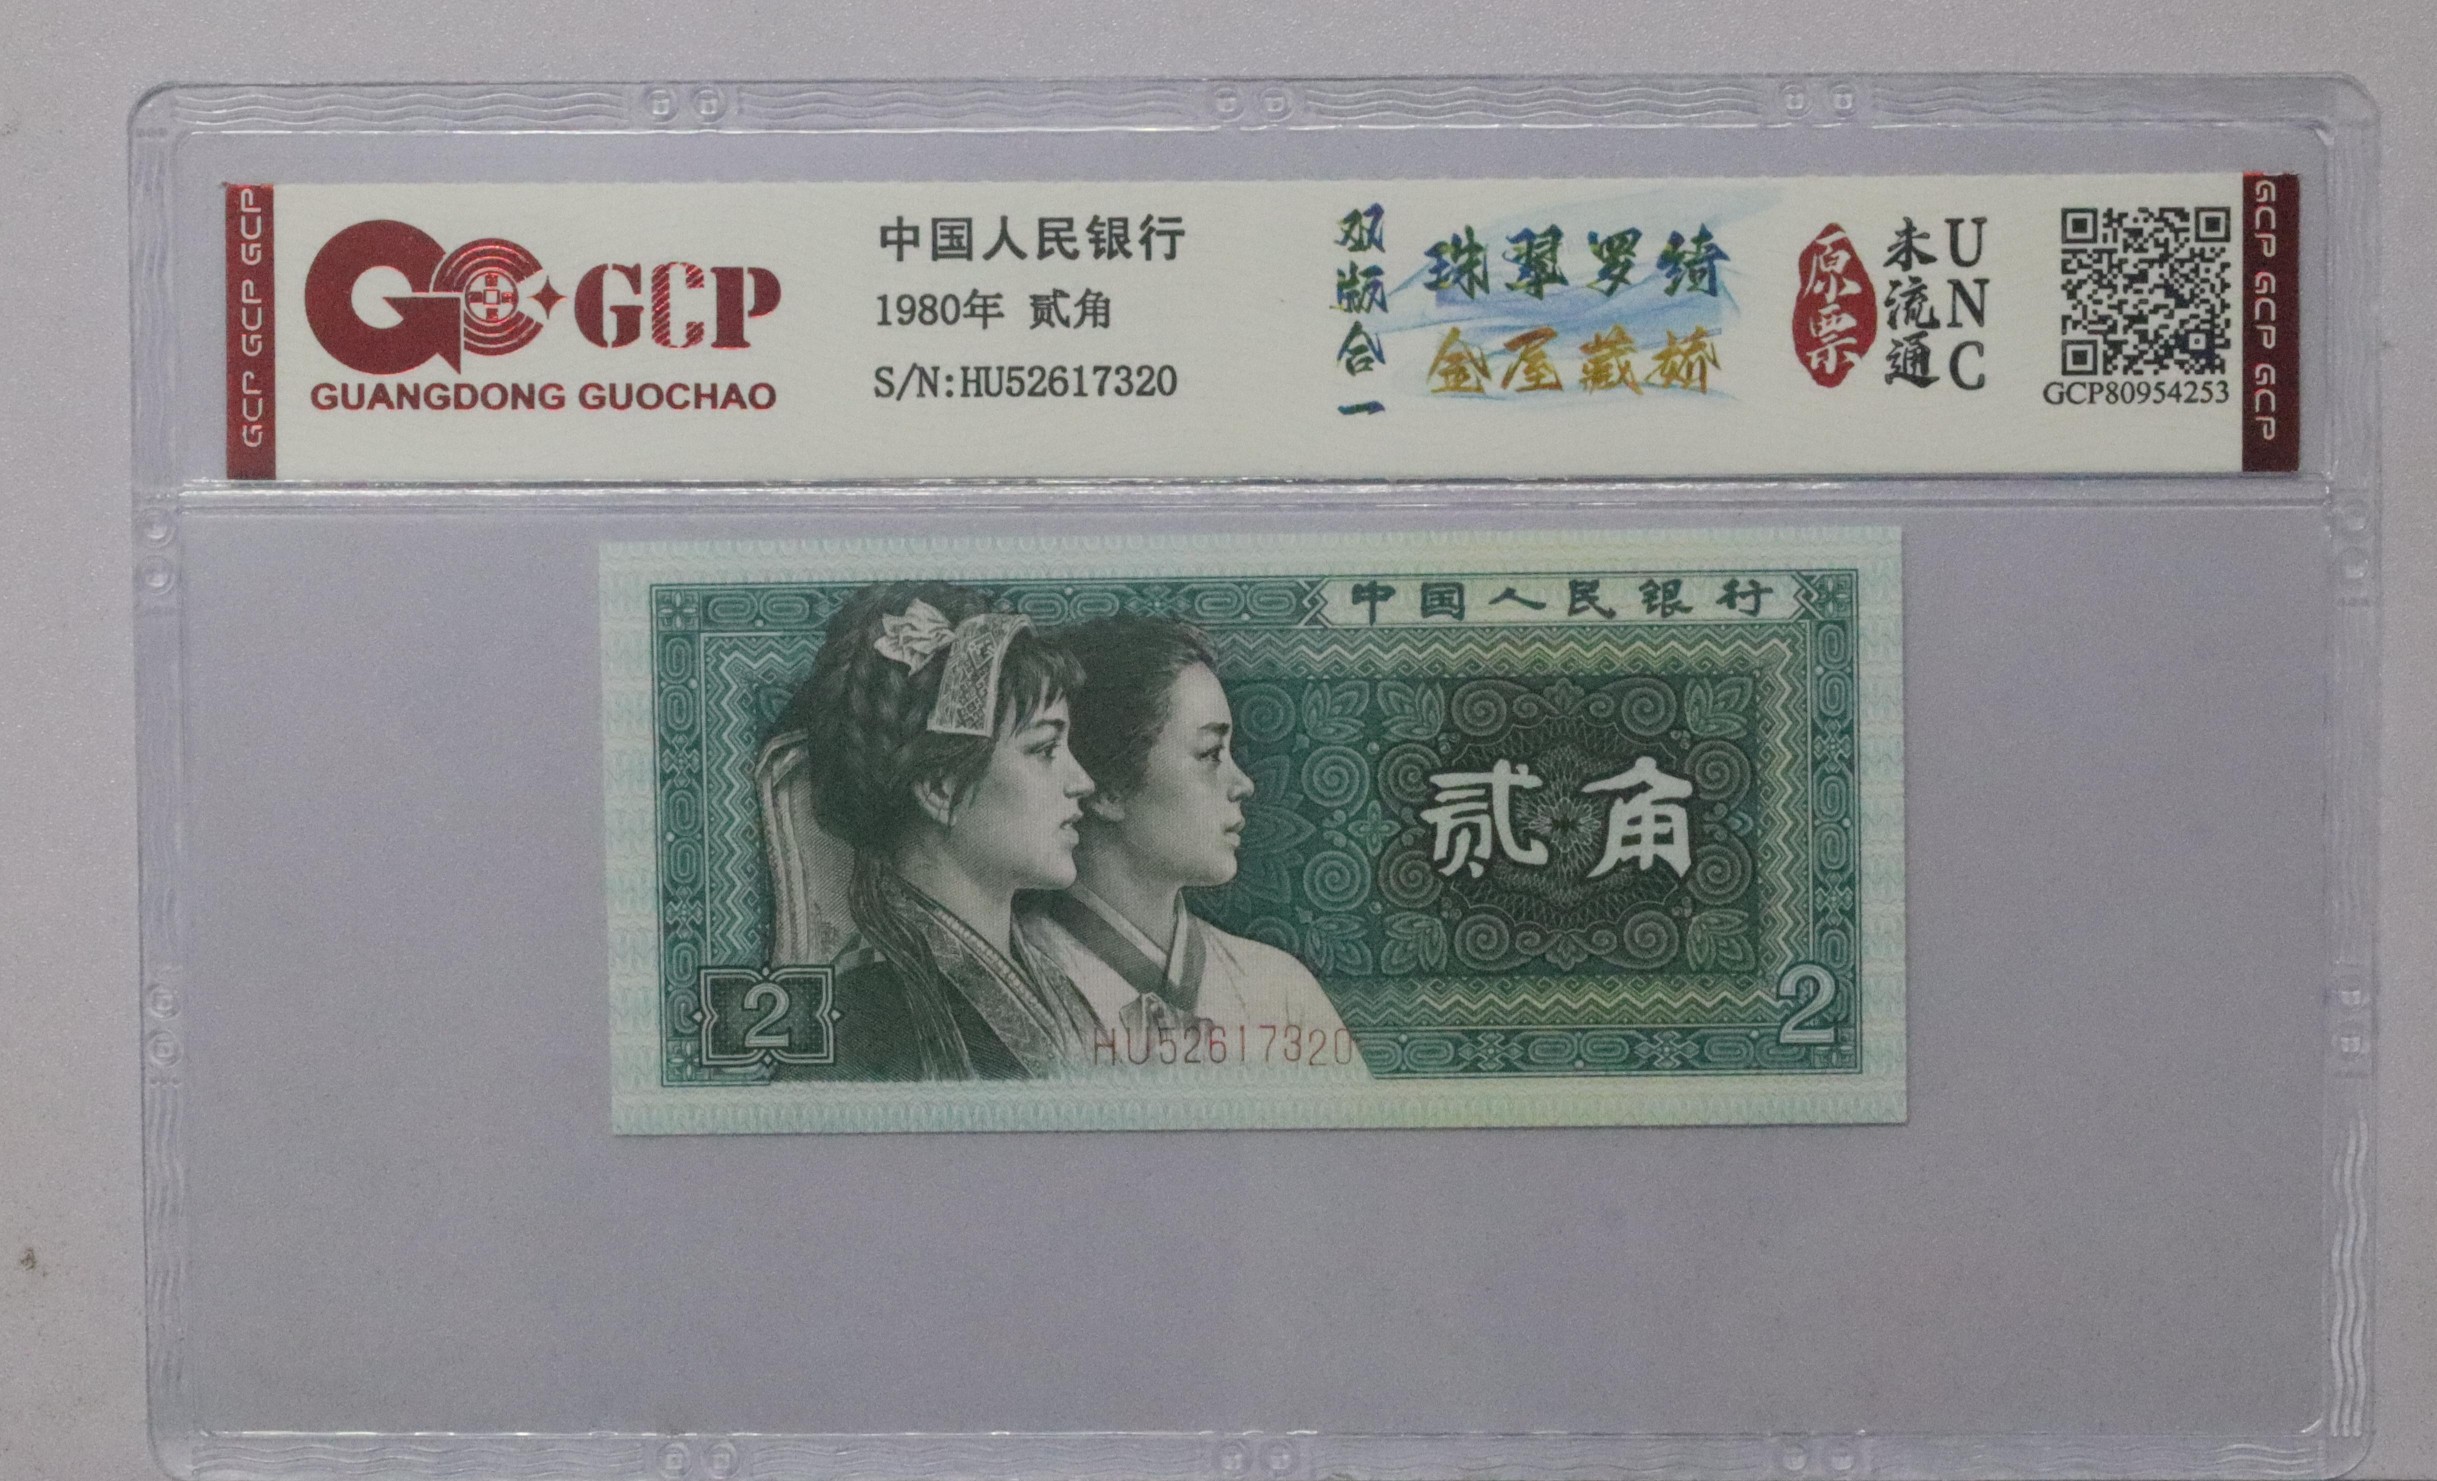 GCP GCP GCP
GCP
GUANGDONG GUOCHAO
中国人民银行
1980年 贰角
S/N:HU52617320
双版合一
珠翠罗绮
金屋藏娇
原票
未流通
UNC
GCP80954253
GCP GCP GCP
中国人民银行
贰角
2
2
HU52617320